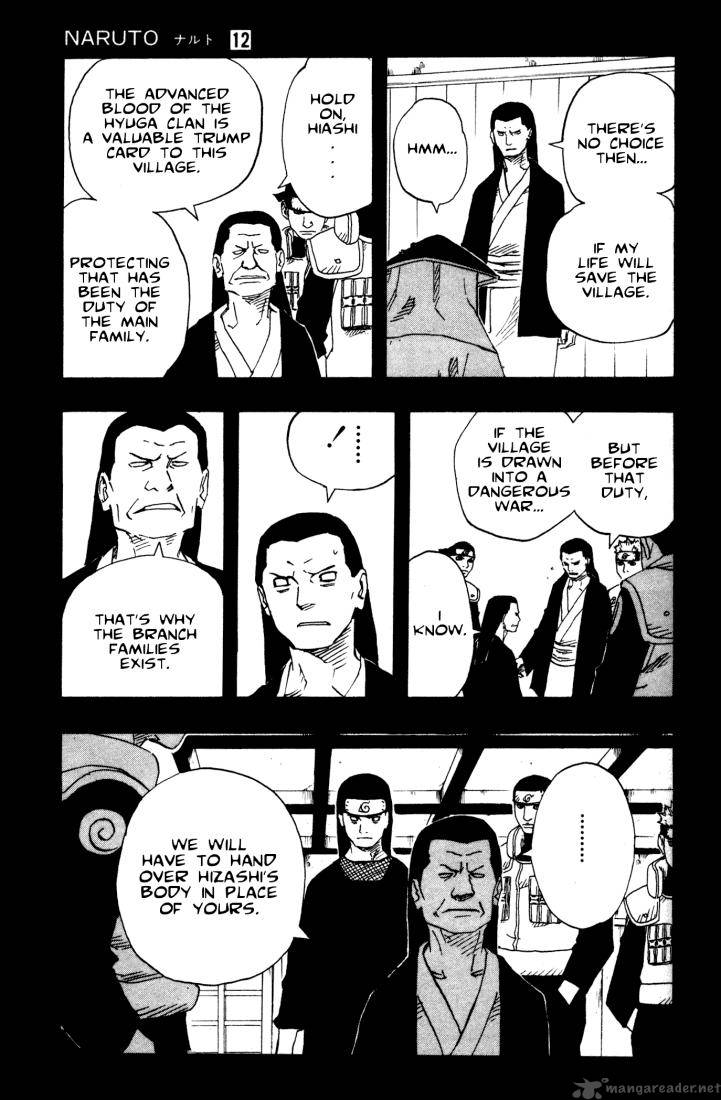 NARUTO ナルト 12
THERE'S
NO CHOICE
THEN...
IF MY
LIFE WILL
SAVE THE
VILLAGE.
HMM...
HOLD
ON,
HIASHI
...
THE ADVANCED
BLOOD OF THE
HYUGA CLAN IS
A VALUABLE TRUMP
CARD TO THIS
VILLAGE.
PROTECTING
THAT HAS
BEEN THE
DUTY OF
THE MAIN
FAMILY.
BUT
BEFORE
THAT
DUTY,
IF THE
VILLAGE
IS DRAWN
INTO A
DANGEROUS
WAR...
I
KNOW.
!......
THAT'S WHY
THE BRANCH
FAMILIES
EXIST.
........
WE WILL
HAVE TO HAND
OVER HIZASHI'S
BODY IN PLACE
OF YOURS.
mangareader.net